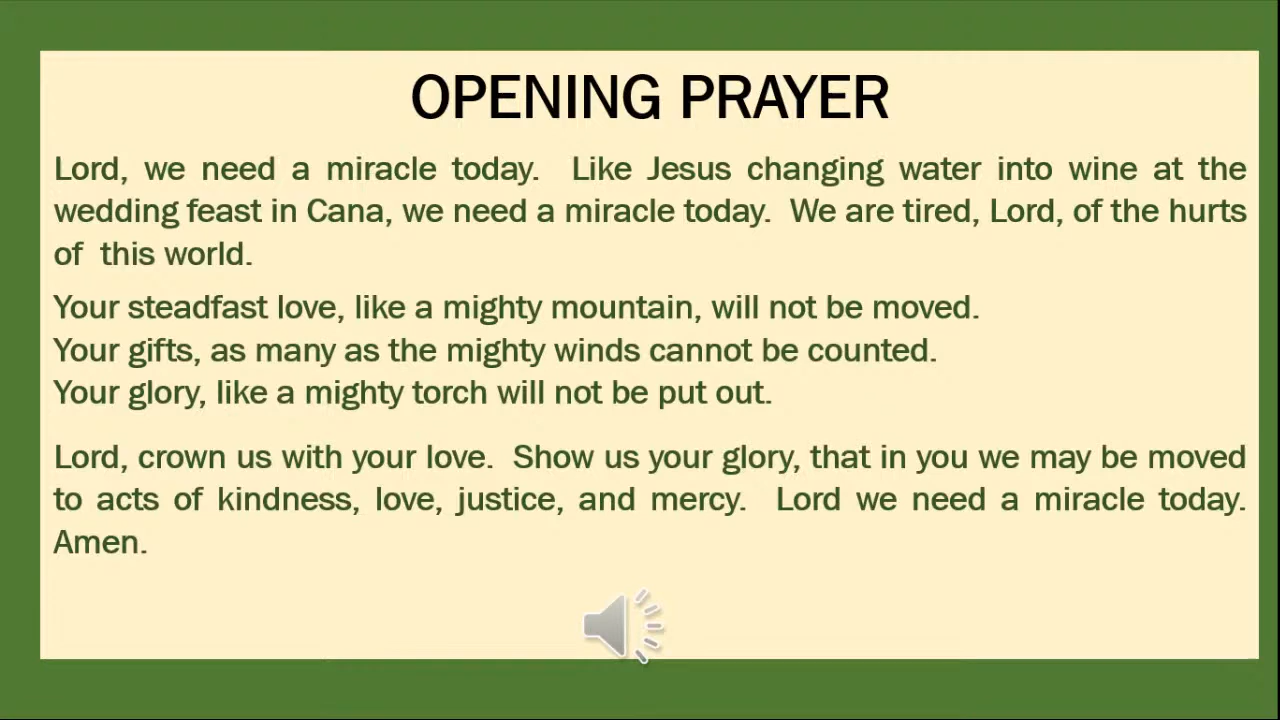 OPENING PRAYER
Lord, we need a miracle today. Like Jesus changing water into wine at the
wedding feast in Cana, we need a miracle today. We are tired, Lord, of the hurts
of this world.
Your steadfast love, like a mighty mountain, will not be moved.
Your gifts, as many as the mighty winds cannot be counted.
Your glory, like a mighty torch will not be put out.
Lord, crown us with your love. Show us your glory, that in you we may be moved
to acts of kindness, love, justice, and mercy. Lord we need a miracle today.
Amen.